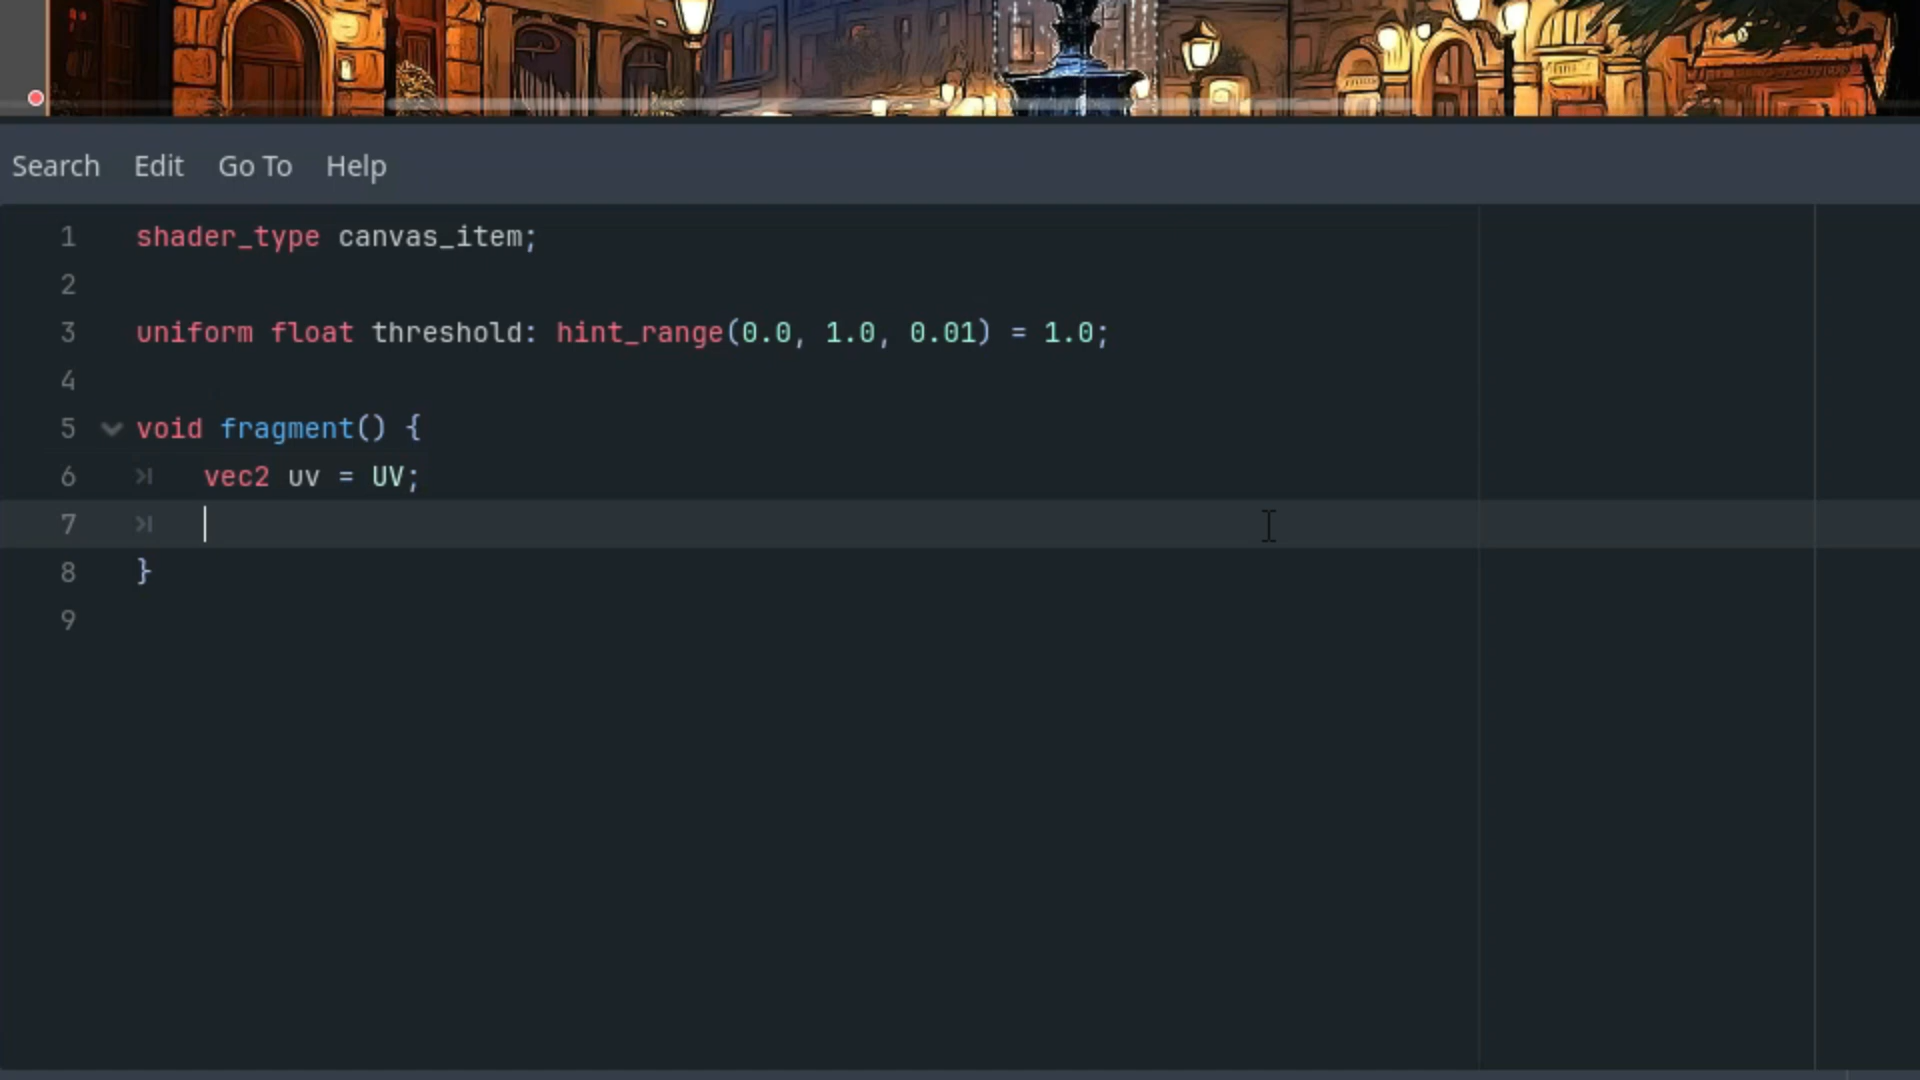 Search Edit Go To Help
1 shader_type canvas_item;
2
3 uniform float threshold: hint_range(0.0, 1.0, 0.01) = 1.0;
4
5 void fragment() {
6 vec2 uv = UV;
7
8 }
9